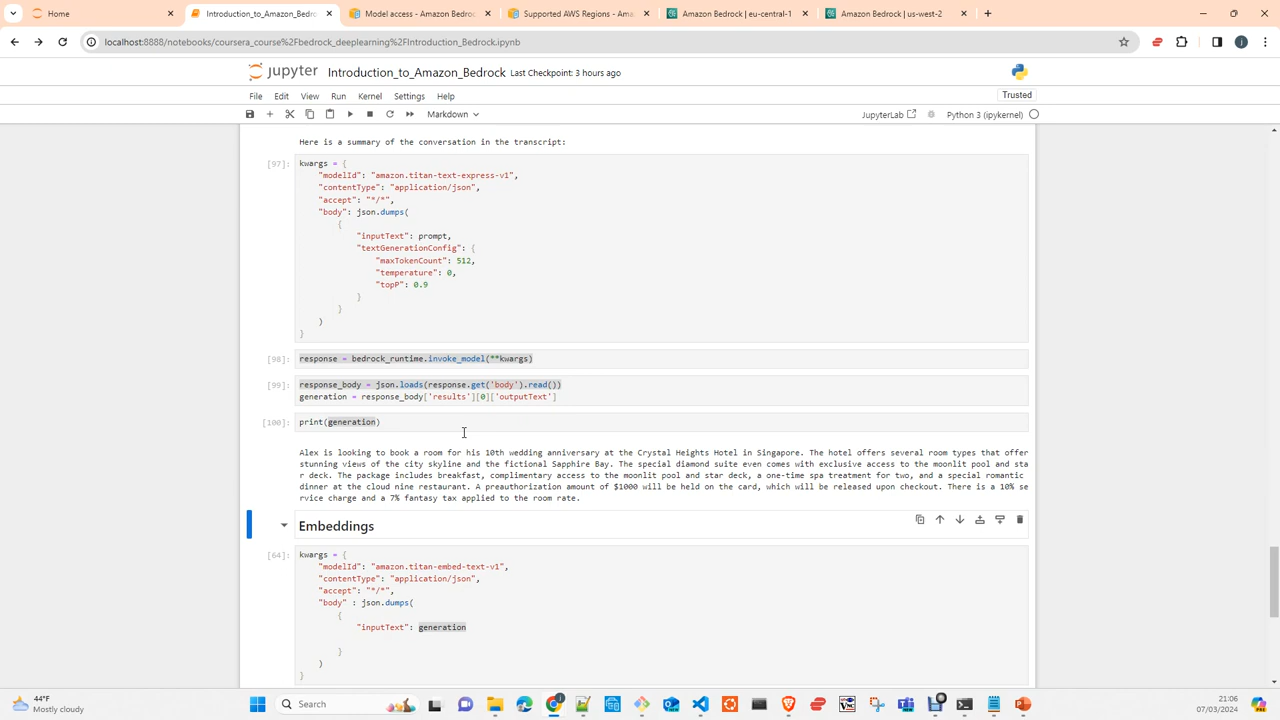 Home
Introduction_to_Amazon_Bedro
Model access - Amazon Bedro
Supported AWS Regions - Ama
Amazon Bedrock | eu-central-1
Amazon Bedrock | us-west-2
localhost:8888/notebooks/coursera_course%2Fbedrock_deeplearning%2FIntroduction_Bedrock.ipynb
jupyter Introduction_to_Amazon_Bedrock Last Checkpoint: 3 hours ago
File Edit View Run Kernel Settings Help
Trusted
Markdown
JupyterLab
Python 3 (ipykernel)
Here is a summary of the conversation in the transcript:
[97]: kwargs = {
"modelId": "amazon.titan-text-express-v1",
"contentType": "application/json",
"accept": "*/*",
"body": json.dumps(
{
"inputText": prompt,
"textGenerationConfig": {
"maxTokenCount": 512,
"temperature": 0,
"topP": 0.9
}
}
)
}
[98]: response = bedrock_runtime.invoke_model(**kwargs)
[99]: response_body = json.loads(response.get('body').read())
generation = response_body['results'][0]['outputText']
[100]: print(generation)
Alex is looking to book a room for his 10th wedding anniversary at the Crystal Heights Hotel in Singapore. The hotel offers several room types that offer
stunning views of the city skyline and the fictional Sapphire Bay. The special diamond suite even comes with exclusive access to the moonlit pool and sta
r deck. The package includes breakfast, complimentary access to the moonlit pool and star deck, a one-time spa treatment for two, and a special romantic
dinner at the cloud nine restaurant. A preauthorization amount of $1000 will be held on the card, which will be released upon checkout. There is a 10% se
rvice charge and a 7% fantasy tax applied to the room rate.
Embeddings
[64]: kwargs = {
"modelId": "amazon.titan-embed-text-v1",
"contentType": "application/json",
"accept": "*/*",
"body" : json.dumps(
{
"inputText": generation
}
)
}
44°F
Mostly cloudy
Search
21:06
07/03/2024